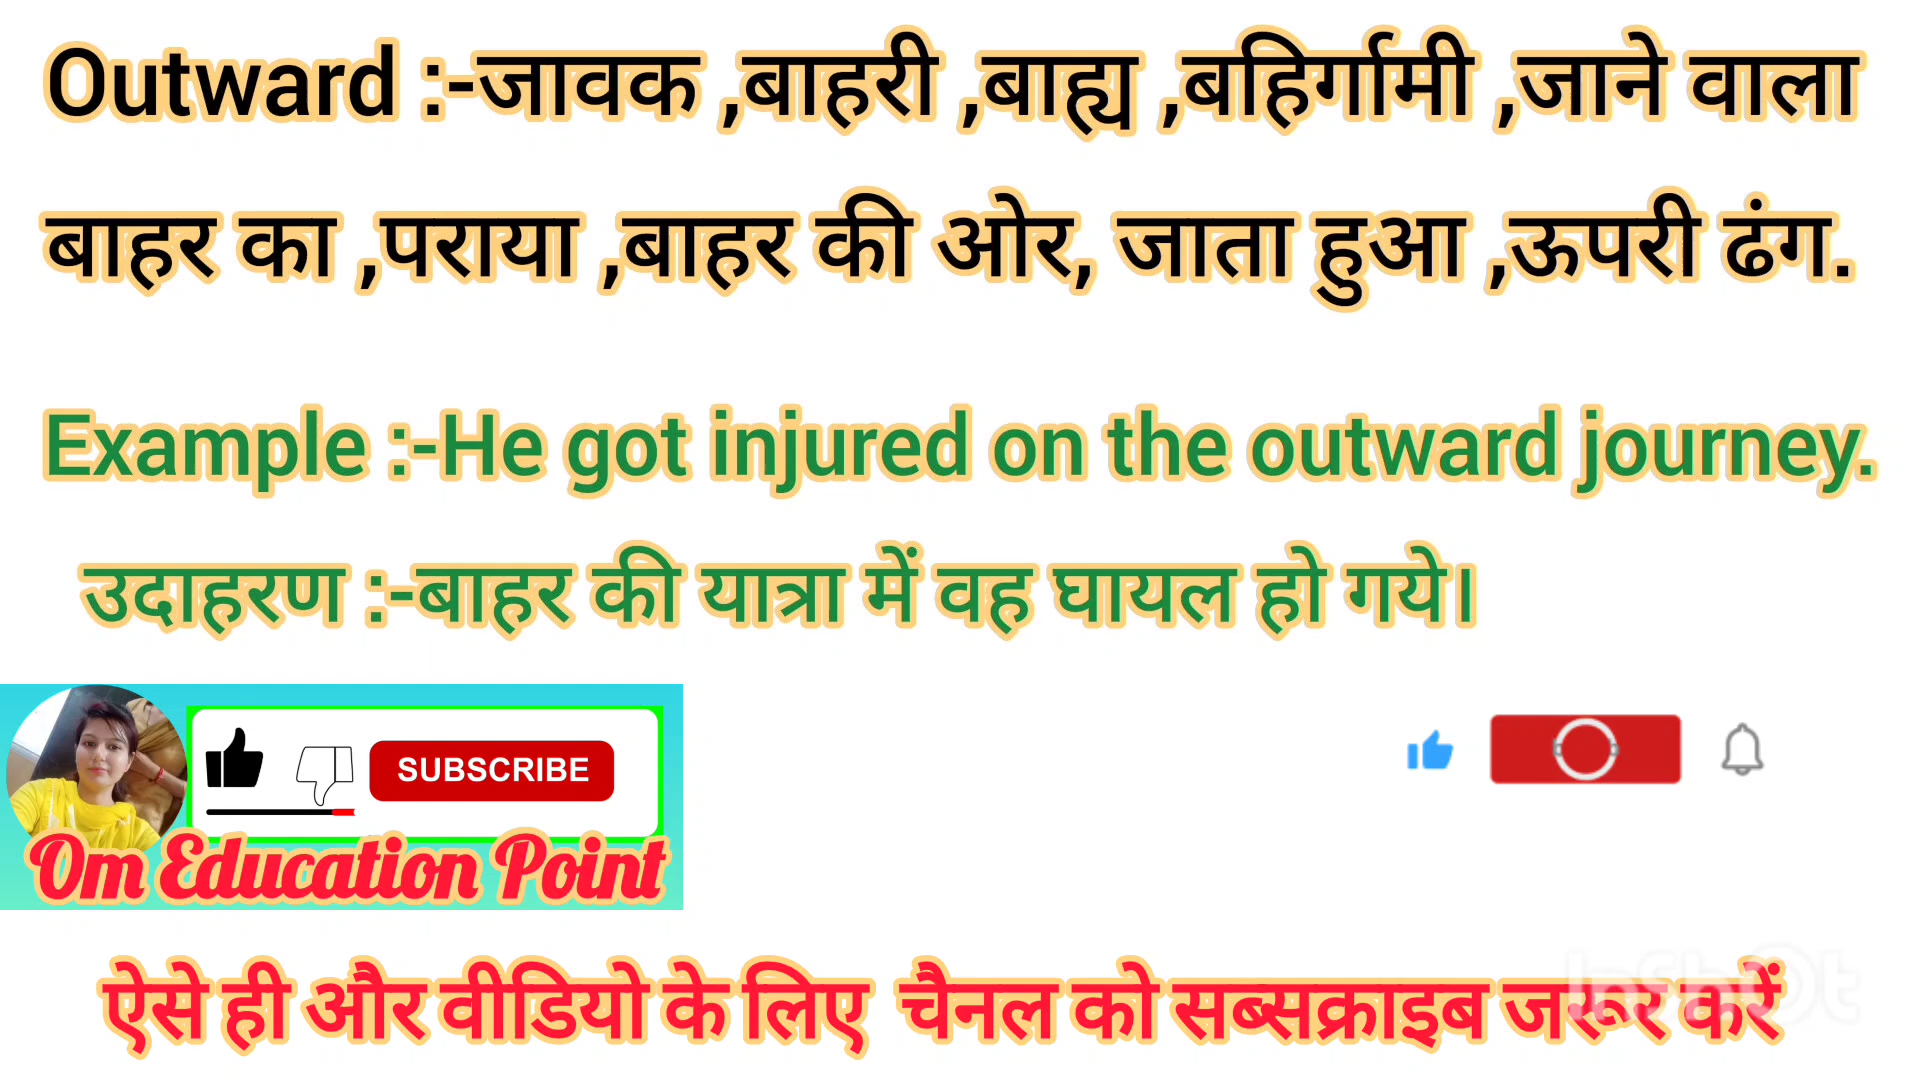 Outward :-जावक ,बाहरी ,बाह्य ,बहिर्गामी ,जाने वाला
बाहर का ,पराया ,बाहर की ओर, जाता हुआ ,ऊपरी ढंग.
Example :-He got injured on the outward journey.
उदाहरण :-बाहर की यात्रा में वह घायल हो गये।
SUBSCRIBE
Om Education Point
ऐसे ही और वीडियो के लिए चैनल को सब्सक्राइब जरूर करें
InShOt